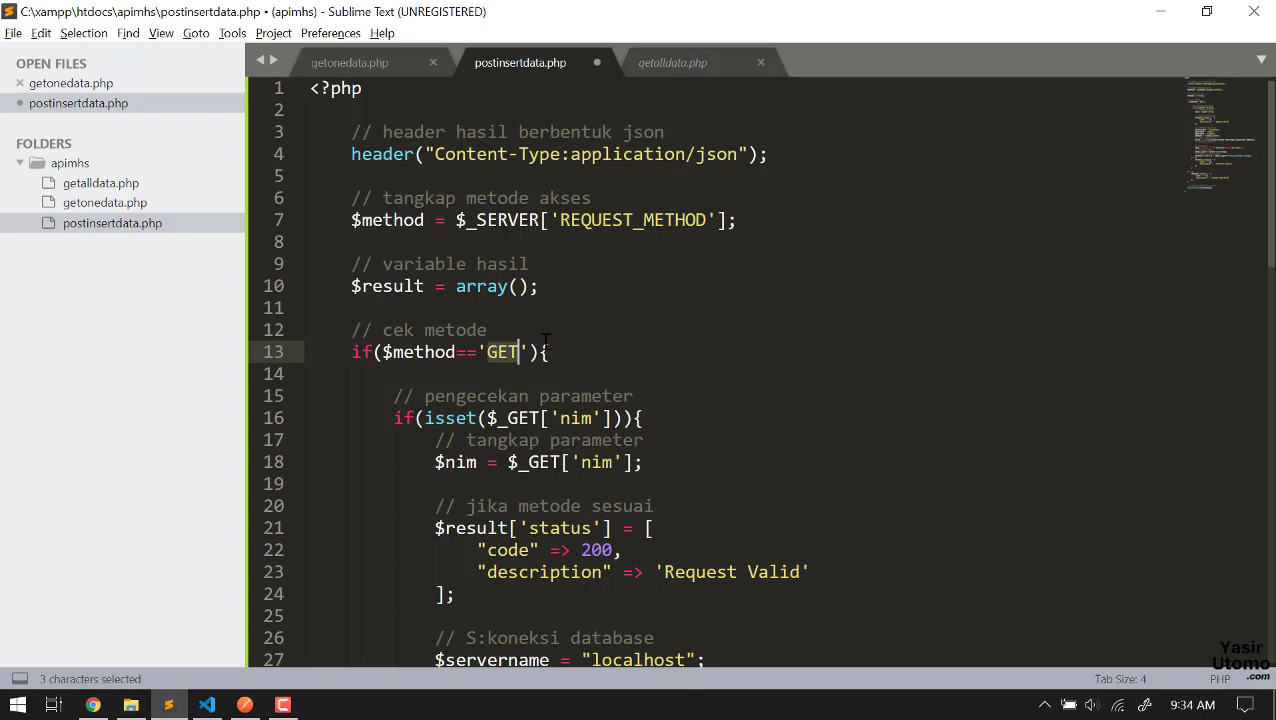 C:\xampp\htdocs\apimhs\postinsertdata.php • (apimhs) - Sublime Text (UNREGISTERED)
File Edit Selection Find View Goto Tools Project Preferences Help
OPEN FILES
getonedata.php
postinsertdata.php
FOLDERS
apimhs
getalldata.php
getonedata.php
postinsertdata.php
getonedata.php postinsertdata.php getalldata.php
1 <?php
2
3 // header hasil berbentuk json
4 header("Content-Type:application/json");
5
6 // tangkap metode akses
7 $method = $_SERVER['REQUEST_METHOD'];
8
9 // variable hasil
10 $result = array();
11
12 // cek metode
13 if($method=='GET'){
14
15 // pengecekan parameter
16 if(isset($_GET['nim'])){
17 // tangkap parameter
18 $nim = $_GET['nim'];
19
20 // jika metode sesuai
21 $result['status'] = [
22 "code" => 200,
23 "description" => 'Request Valid'
24 ];
25
26 // S:koneksi database
27 $servername = "localhost";
Yasir
Utomo
.com
3 characters selected
Tab Size: 4
PHP
9:34 AM